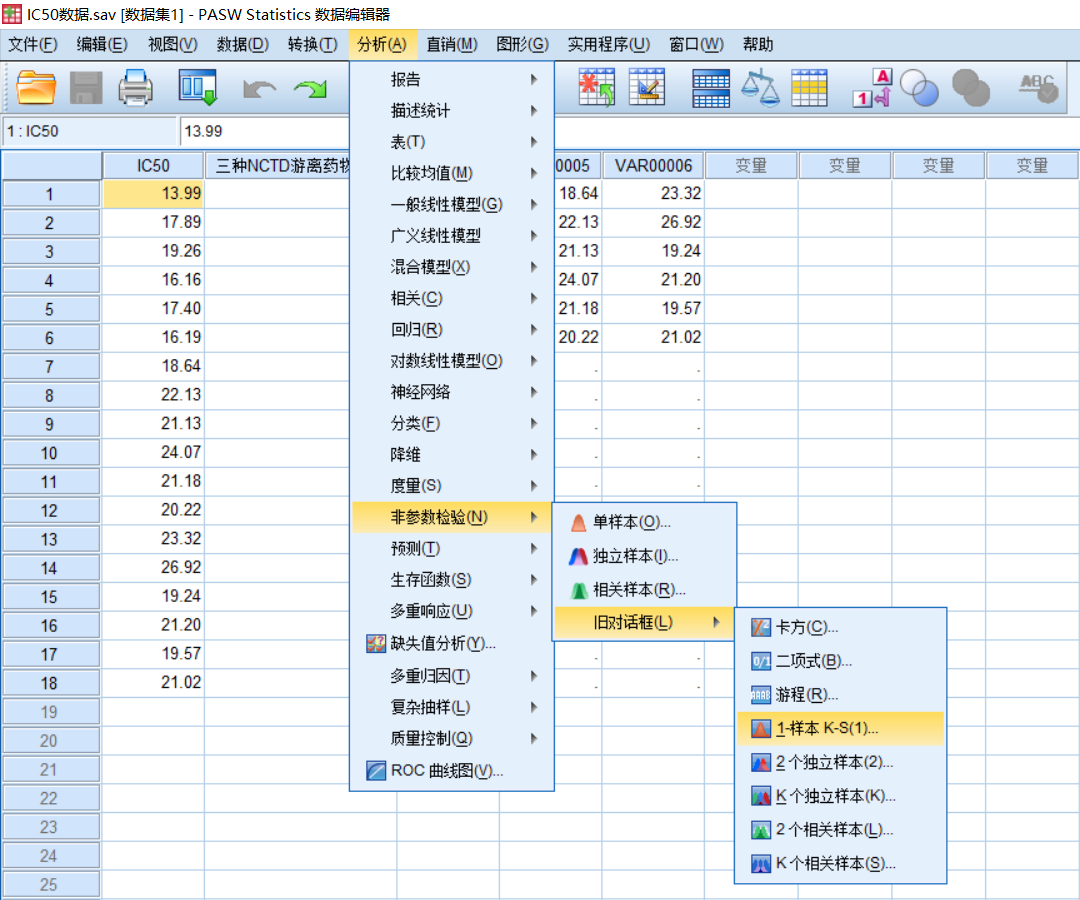 IC50数据.sav [数据集1] - PASW Statistics 数据编辑器
文件(F) 编辑(E) 视图(V) 数据(D) 转换(T) 分析(A) 直销(M) 图形(G) 实用程序(U) 窗口(W) 帮助
1 A
ABC
1 : IC50 13.99
IC50 三种NCTD游离药物 0005 VAR00006 变量 变量 变量 变量
1 13.99 18.64 23.32
2 17.89 22.13 26.92
3 19.26 21.13 19.24
4 16.16 24.07 21.20
5 17.40 21.18 19.57
6 16.19 20.22 21.02
7 18.64 . .
8 22.13 . .
9 21.13 . .
10 24.07 . .
11 21.18 . .
12 20.22
13 23.32
14 26.92
15 19.24
16 21.20
17 19.57 . .
18 21.02 . .
19
20
21
22
23
24
25
报告
描述统计
表(T)
比较均值(M)
一般线性模型(G)
广义线性模型
混合模型(X)
相关(C)
回归(R)
对数线性模型(O)
神经网络
分类(F)
降维
度量(S)
非参数检验(N)
预测(T)
生存函数(S)
多重响应(U)
缺失值分析(Y)...
多重归因(T)
复杂抽样(L)
质量控制(Q)
ROC 曲线图(V)...
单样本(O)...
独立样本(I)...
相关样本(R)...
旧对话框(L)
卡方(C)...
0/1 二项式(B)...
AAAB 游程(R)...
1-样本 K-S(1)...
2 个独立样本(2)...
K 个独立样本(K)...
2 个相关样本(L)...
K 个相关样本(S)...